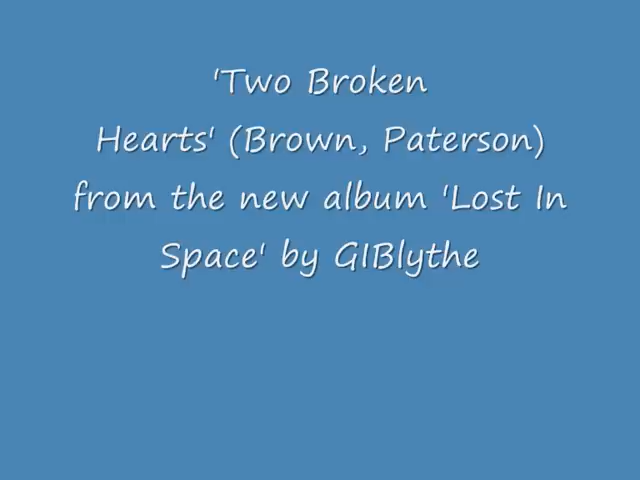 'Two Broken
Hearts' (Brown, Paterson)
from the new album 'Lost In
Space' by GIBlythe